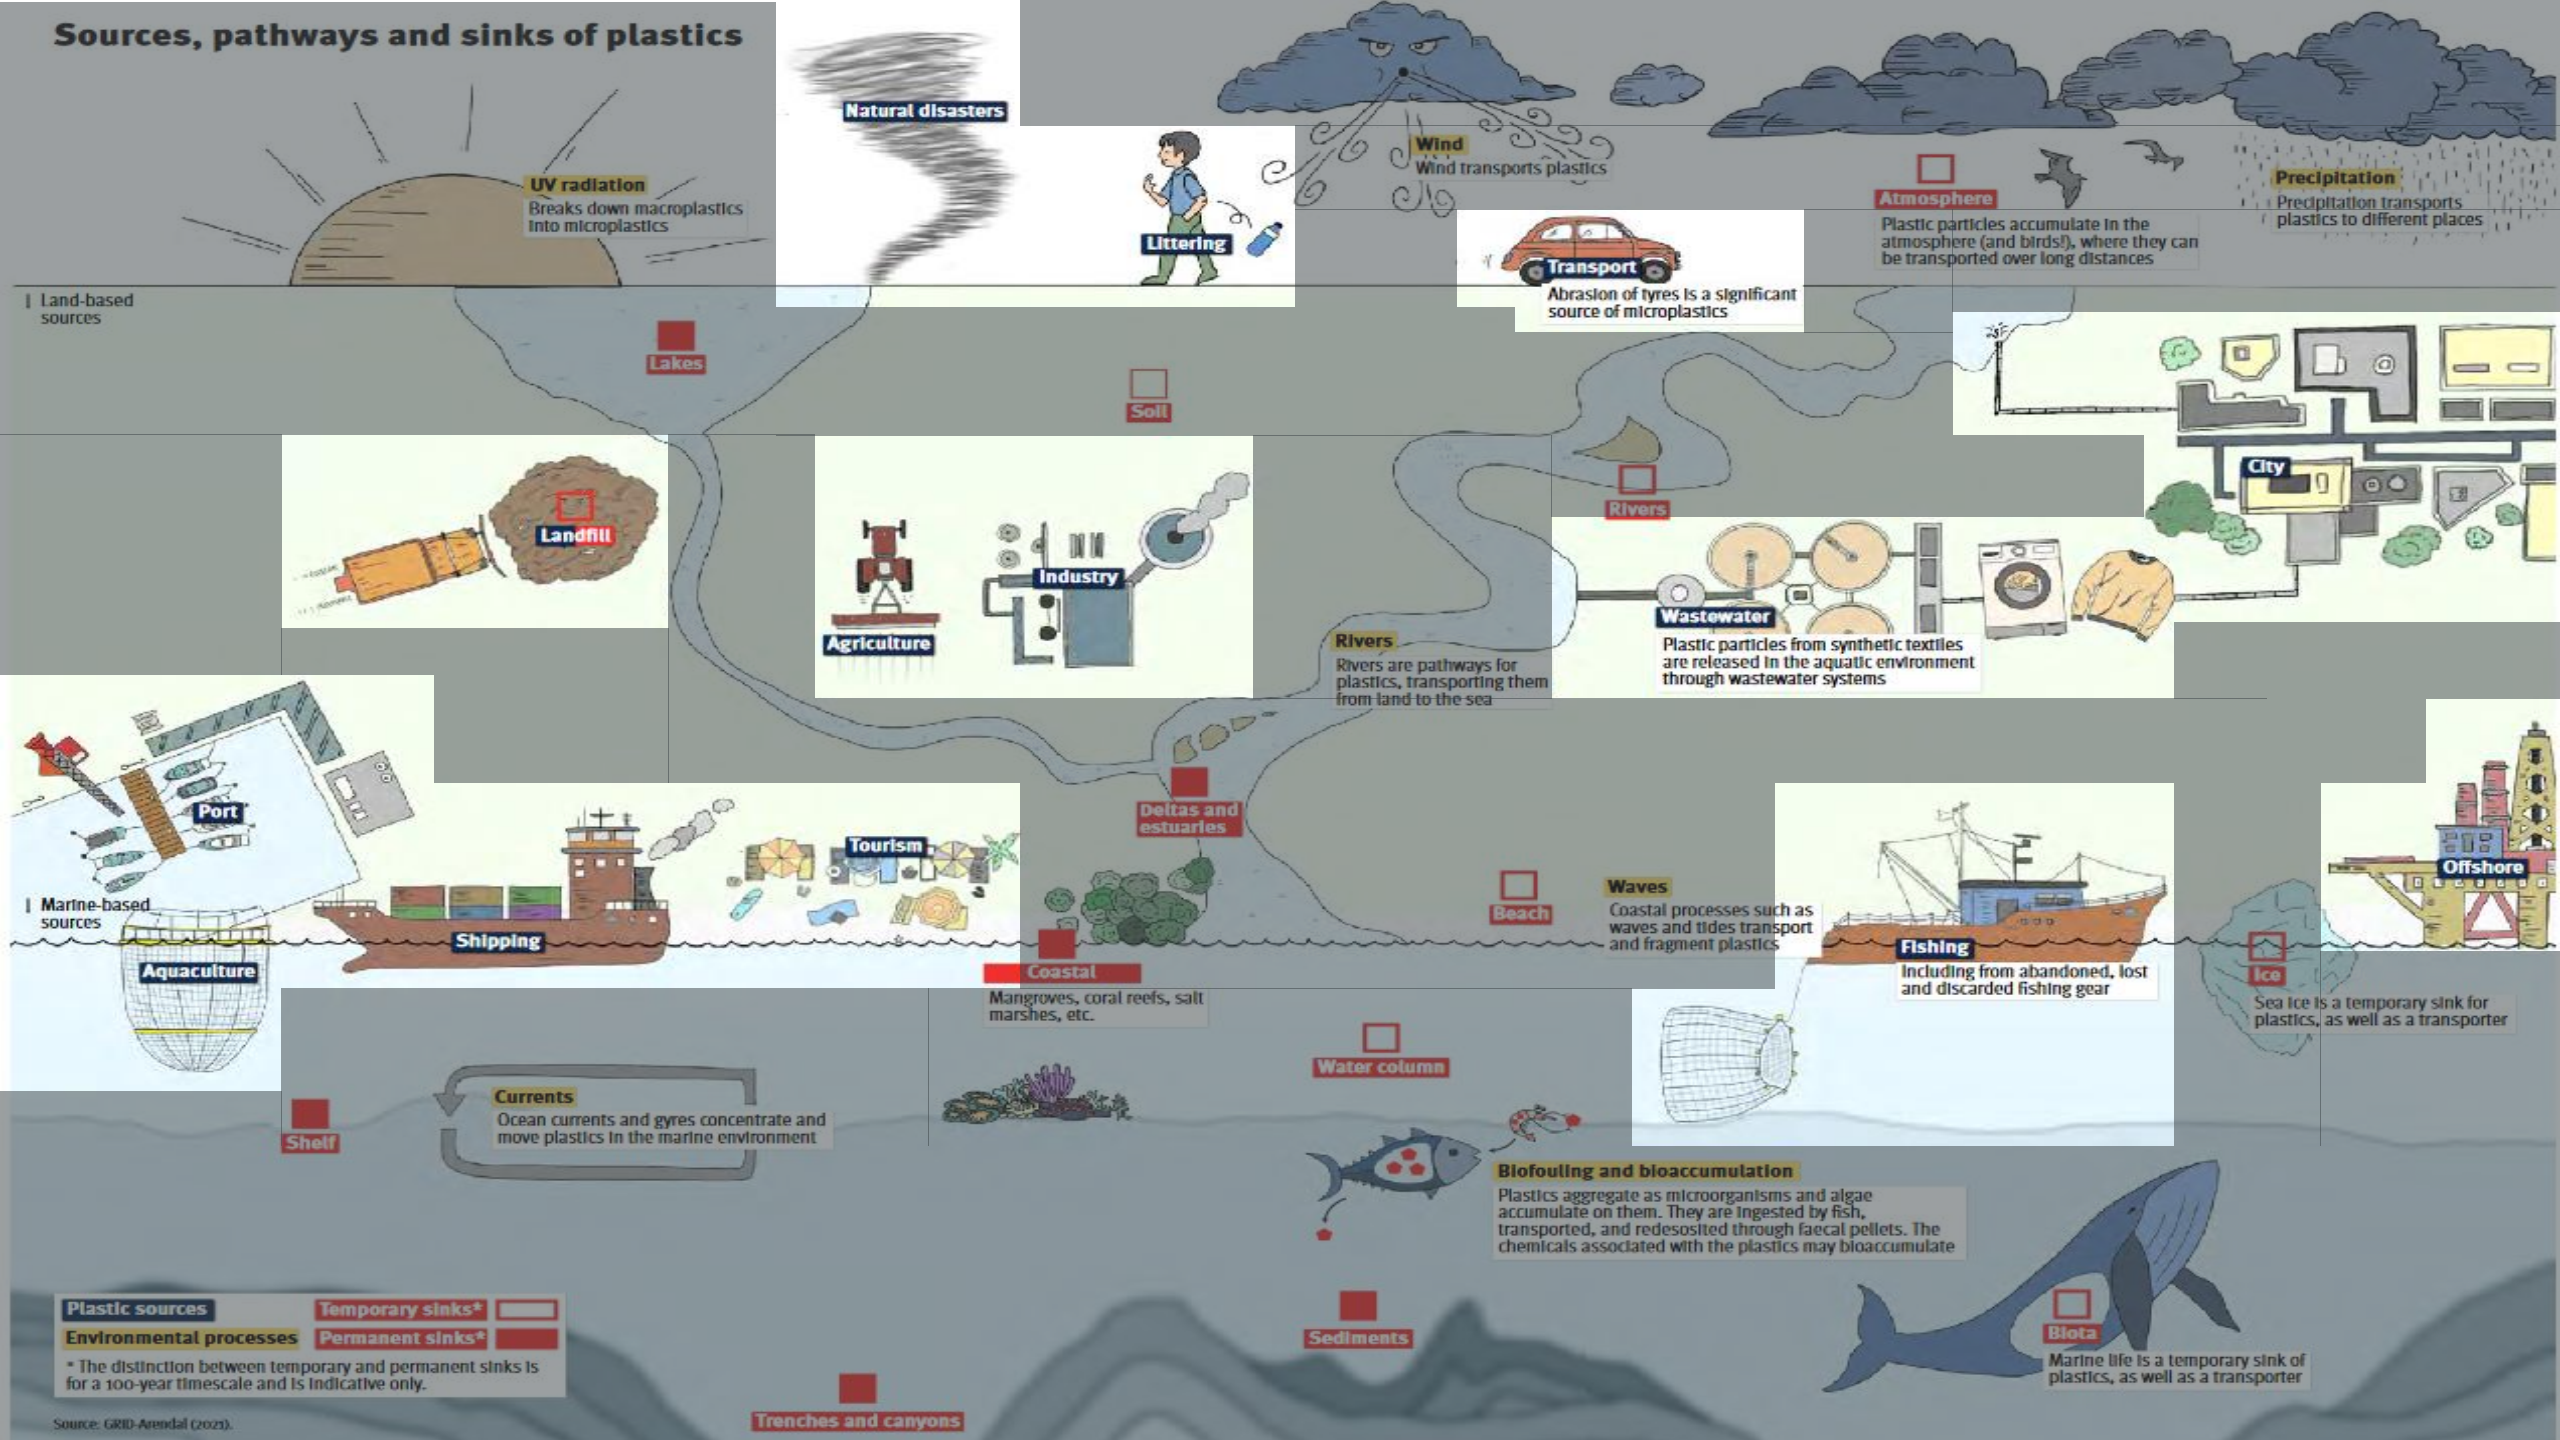 Sources, pathways and sinks of plastics
Natural disasters
UV radiation
Breaks down macroplastics
into microplastics
Littering
Wind
Wind transports plastics
Transport
Abrasion of tyres is a significant
source of microplastics
Atmosphere
Plastic particles accumulate in the
atmosphere (and birds!), where they can
be transported over long distances
Precipitation
Precipitation transports
plastics to different places
Land-based
sources
Lakes
Soil
Landfill
Agriculture
Industry
Rivers
City
Wastewater
Plastic particles from synthetic textiles
are released in the aquatic environment
through wastewater systems
Rivers
Rivers are pathways for
plastics, transporting them
from land to the sea
Port
Tourism
Deltas and
estuaries
Marine-based
sources
Shipping
Aquaculture
Coastal
Mangroves, coral reefs, salt
marshes, etc.
Beach
Waves
Coastal processes such as
waves and tides transport
and fragment plastics
Fishing
Including from abandoned, lost
and discarded fishing gear
Offshore
Ice
Sea ice is a temporary sink for
plastics, as well as a transporter
Water column
Shelf
Currents
Ocean currents and gyres concentrate and
move plastics in the marine environment
Biofouling and bioaccumulation
Plastics aggregate as microorganisms and algae
accumulate on them. They are ingested by fish,
transported, and redesosited through faecal pellets. The
chemicals associated with the plastics may bioaccumulate
Sediments
Biota
Marine life is a temporary sink of
plastics, as well as a transporter
Trenches and canyons
Plastic sources
Temporary sinks*
Environmental processes
Permanent sinks*
* The distinction between temporary and permanent sinks is
for a 100-year timescale and is indicative only.
Source: GRID-Arendal (2021).